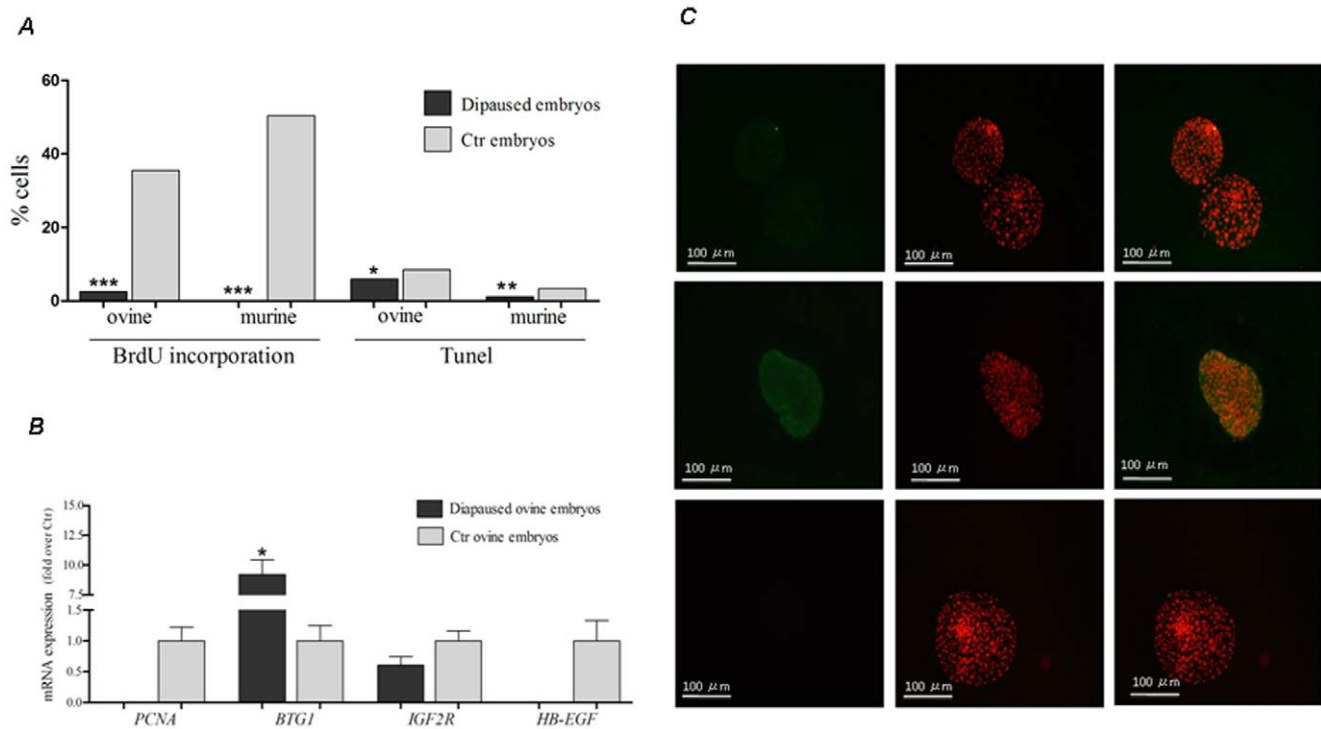 A
60
40
20
0
% cells
Dipaused embryos
Ctr embryos
***
***
*
**
ovine
murine
ovine
murine
BrdU incorporation
Tunel
B
mRNA expression (fold over Ctr)
15.0
12.5
10.0
7.5
1.5
1.0
0.5
0.0
Diapaused ovine embryos
Ctr ovine embryos
*
PCNA
BTG1
IGF2R
HB-EGF
C
100 μm
100 μm
100 μm
100 μm
100 μm
100 μm
100 μm
100 μm
100 μm